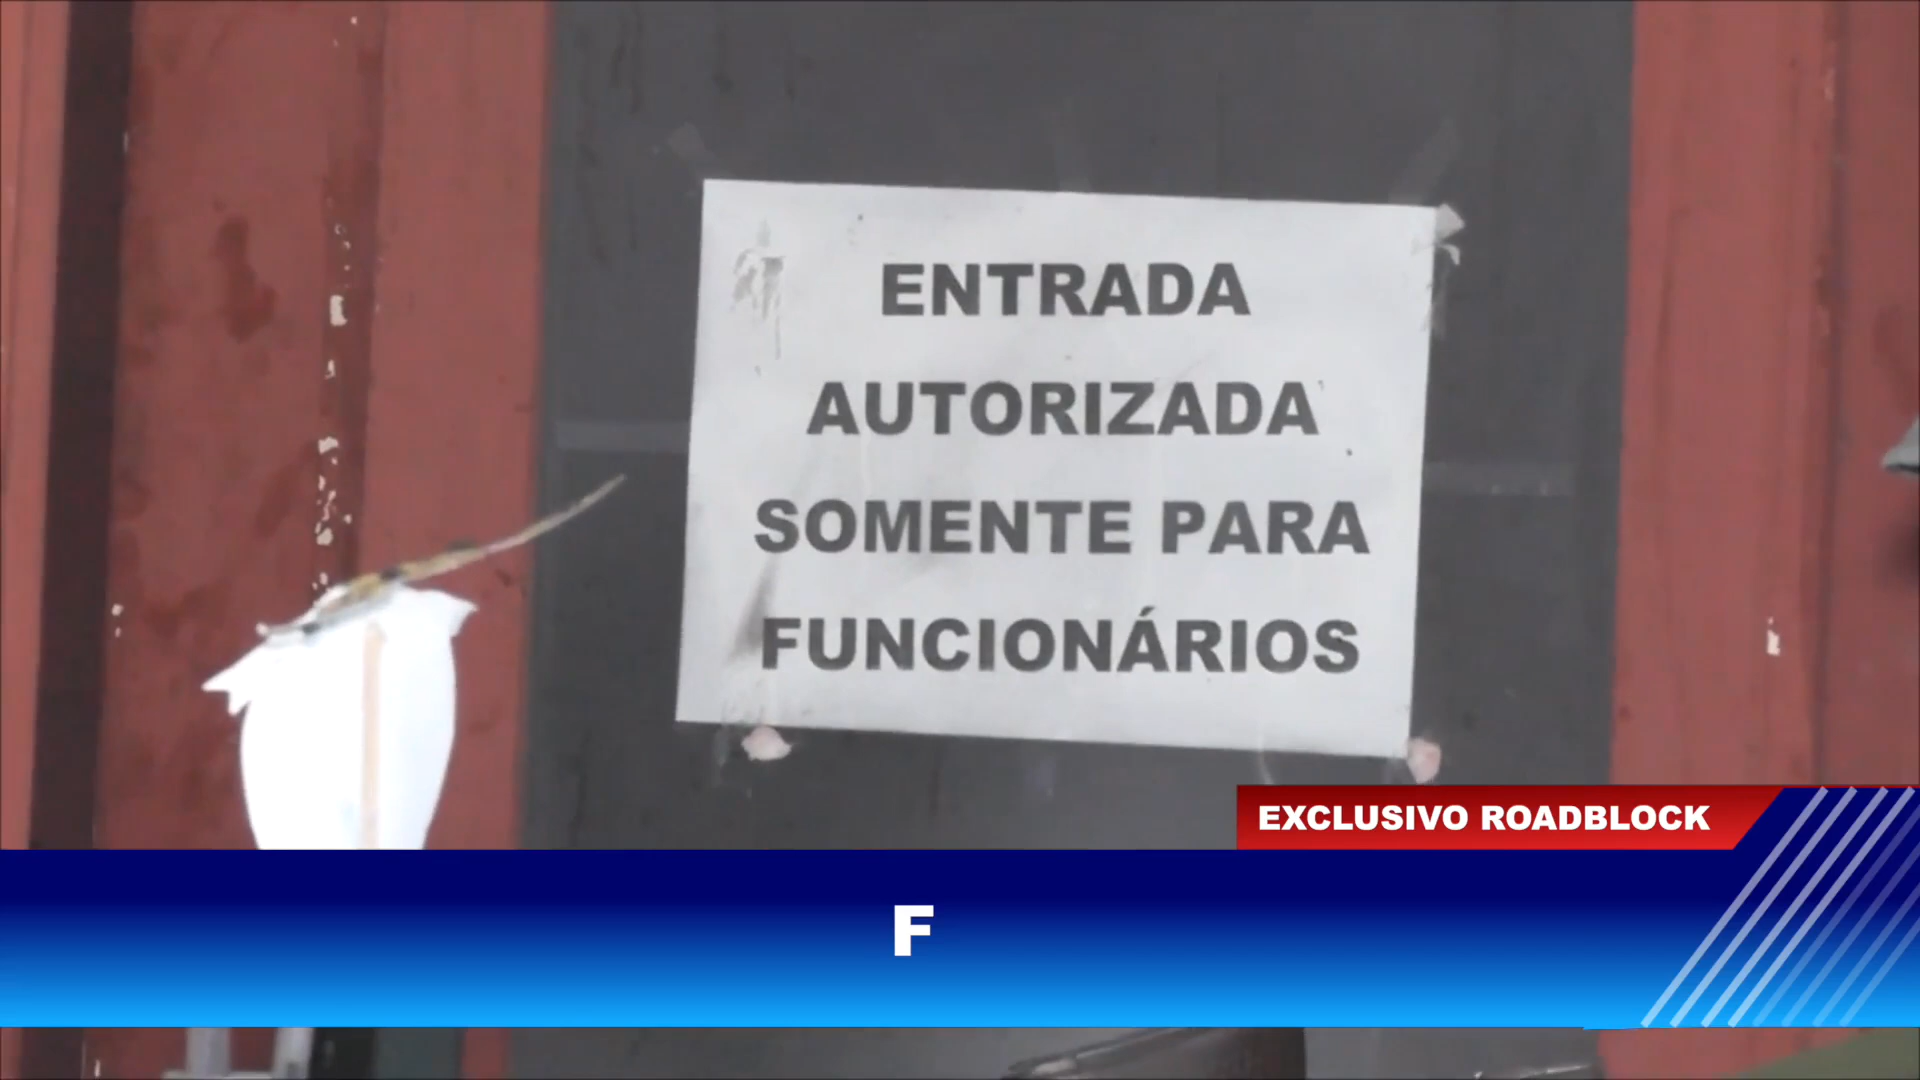 ENTRADA
AUTORIZADA
SOMENTE PARA
FUNCIONÁRIOS
EXCLUSIVO ROADBLOCK
F